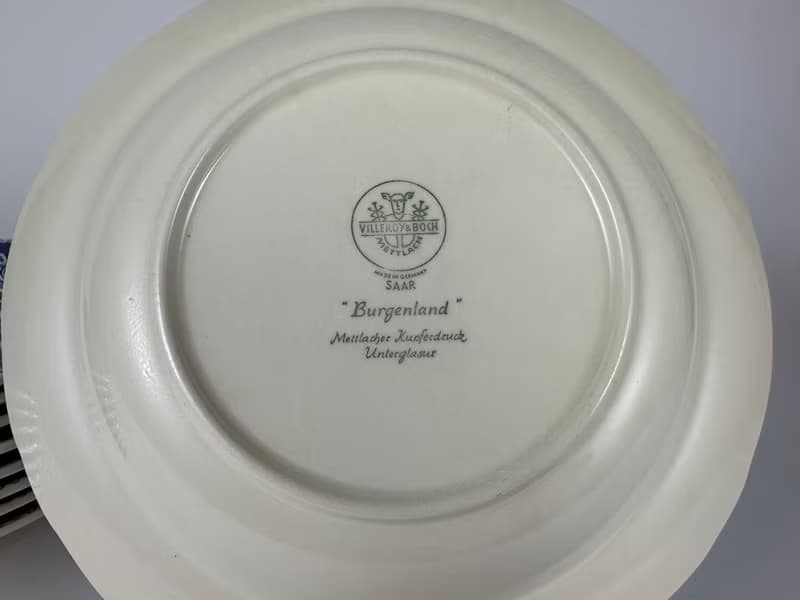 VILLEROY & BOCH
METTLACH
MADE IN GERMANY
SAAR
"Burgenland"
Mettlacher Kupferdruck
Unterglasur